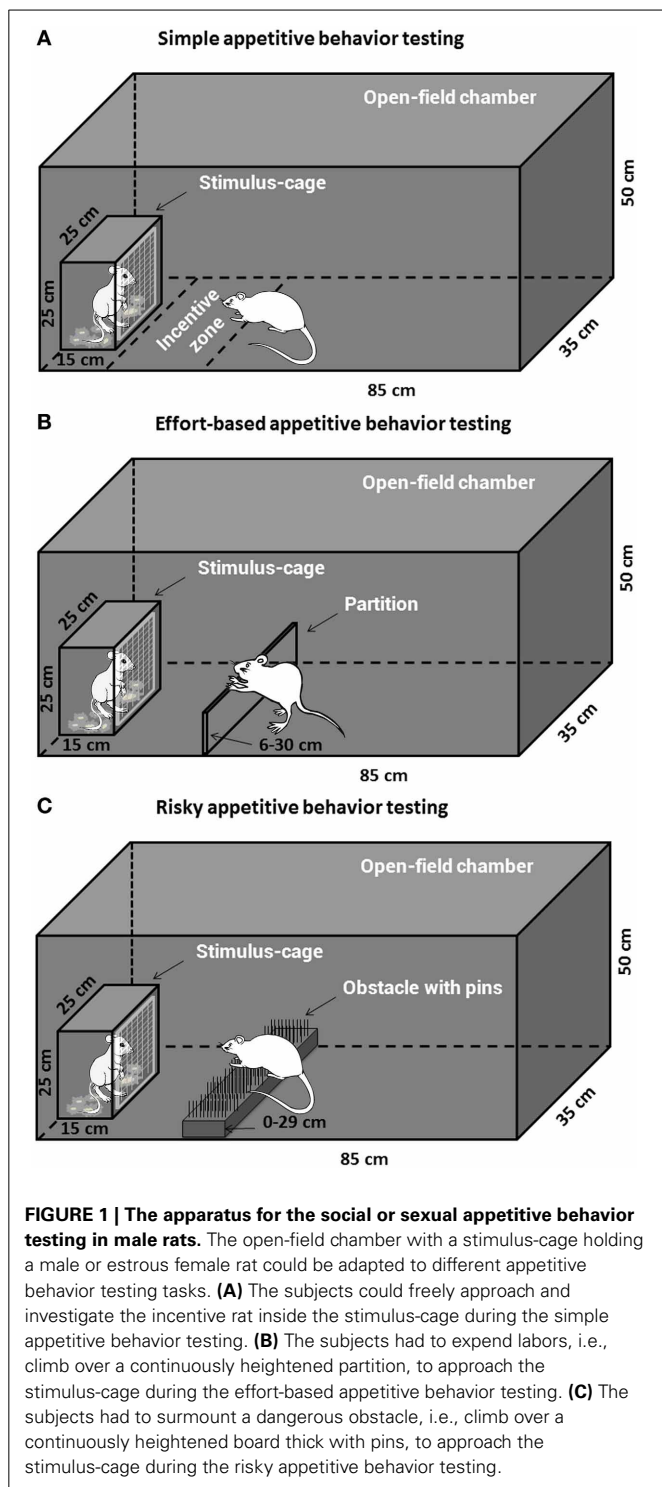 A
Simple appetitive behavior testing
Open-field chamber
Stimulus-cage
25 cm
50 cm
25 cm
Incentive
zone
15 cm
35 cm
85 cm
B
Effort-based appetitive behavior testing
Open-field chamber
Stimulus-cage
25 cm
Partition
50 cm
25 cm
15 cm
6-30 cm
35 cm
85 cm
C
Risky appetitive behavior testing
Open-field chamber
Stimulus-cage
25 cm
Obstacle with pins
50 cm
25 cm
15 cm
0-29 cm
35 cm
85 cm
FIGURE 1 | The apparatus for the social or sexual appetitive behavior
testing in male rats. The open-field chamber with a stimulus-cage holding
a male or estrous female rat could be adapted to different appetitive
behavior testing tasks. (A) The subjects could freely approach and
investigate the incentive rat inside the stimulus-cage during the simple
appetitive behavior testing. (B) The subjects had to expend labors, i.e.,
climb over a continuously heightened partition, to approach the
stimulus-cage during the effort-based appetitive behavior testing. (C) The
subjects had to surmount a dangerous obstacle, i.e., climb over a
continuously heightened board thick with pins, to approach the
stimulus-cage during the risky appetitive behavior testing.